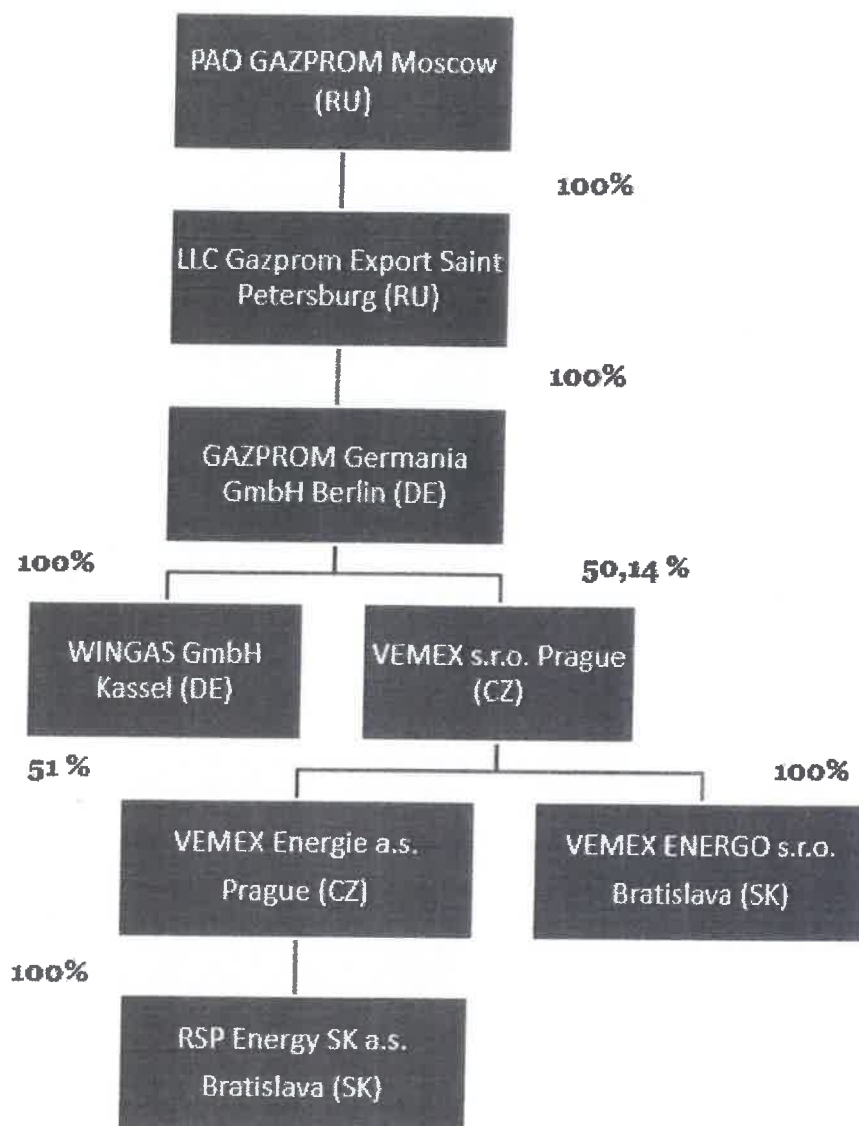 PAO GAZPROM Moscow
(RU)
100%
LLC Gazprom Export Saint
Petersburg (RU)
100%
GAZPROM Germania
GmbH Berlin (DE)
100%
50,14 %
WINGAS GmbH
Kassel (DE)
VEMEX s.r.o. Prague
(CZ)
51 %
100%
VEMEX Energie a.s.
Prague (CZ)
VEMEX ENERGO s.r.o.
Bratislava (SK)
100%
RSP Energy SK a.s.
Bratislava (SK)